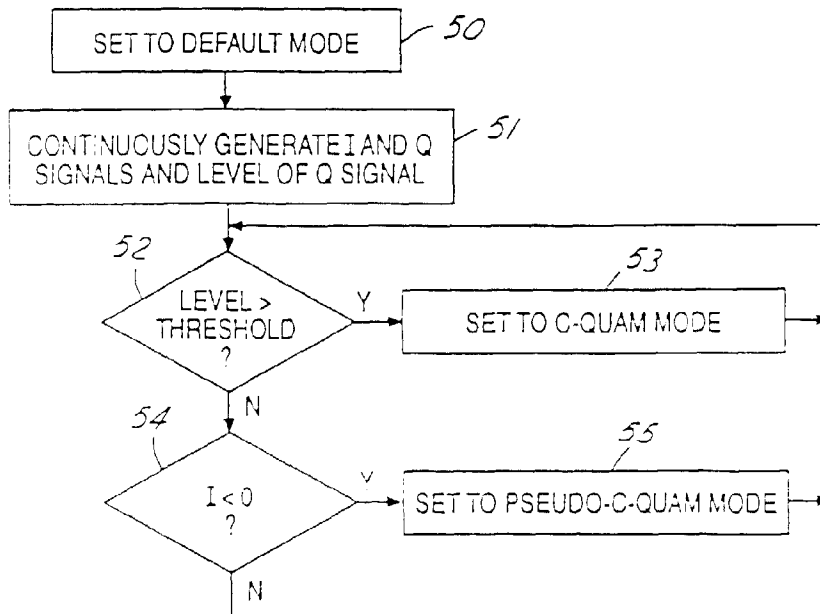 SET TO DEFAULT MODE
50
CONTINUOUSLY GENERATE I AND Q
SIGNALS AND LEVEL OF Q SIGNAL
51
52
LEVEL >
THRESHOLD
?
Y
N
53
SET TO C-QUAM MODE
54
I < 0
?
Y
N
55
SET TO PSEUDO-C-QUAM MODE